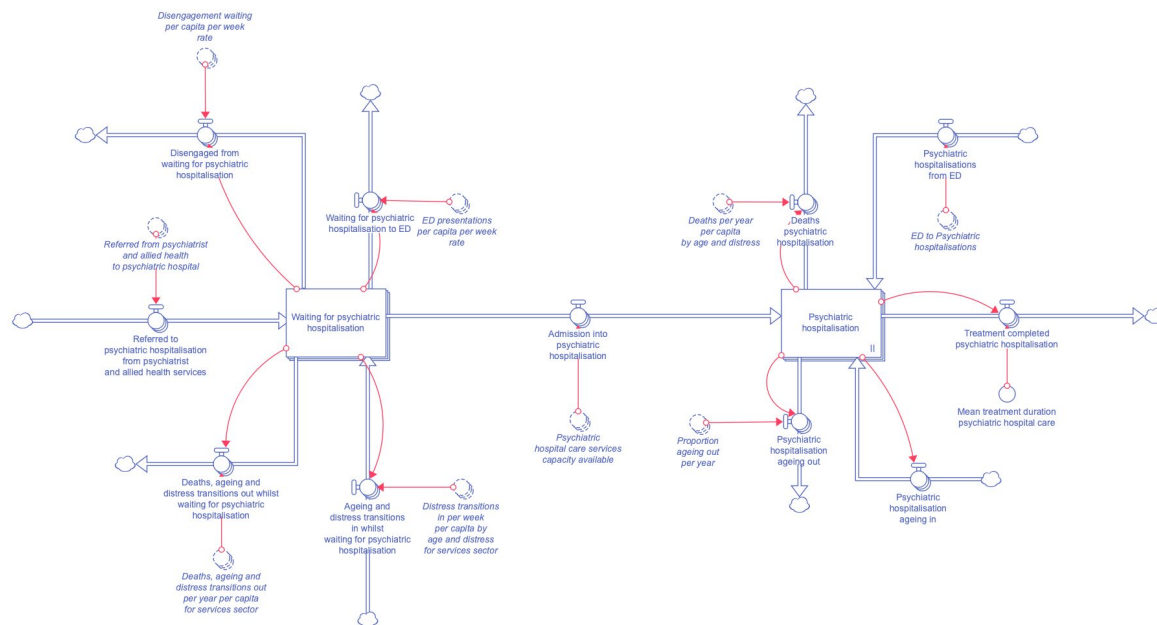 Disengagement waiting
per capita per week
rate
Disengaged from
waiting for psychiatric
hospitalisation
Waiting for psychiatric
hospitalisation to ED
ED presentations
per capita per week
rate
Referred from psychiatrist
and allied health
to psychiatric hospital
Referred to
psychiatric hospitalisation
from psychiatrist
and allied health services
Waiting for psychiatric
hospitalisation
Deaths, ageing and
distress transitions out whilst
waiting for psychiatric
hospitalisation
Deaths, ageing and
distress transitions out
per year per capita
for services sector
Ageing and
distress transitions
in whilst
waiting for psychiatric
hospitalisation
Distress transitions
in per week
per capita by
age and distress
for services sector
Admission into
psychiatric
hospitalisation
Psychiatric
hospital care services
capacity available
Deaths per year
per capita
by age and distress
Deaths
psychiatric
hospitalisation
Psychiatric
hospitalisations
from ED
ED to Psychiatric
hospitalisations
Psychiatric
hospitalisation
Treatment completed
psychiatric hospitalisation
Mean treatment duration
psychiatric hospital care
Proportion
ageing out
per year
Psychiatric
hospitalisation
ageing out
Psychiatric
hospitalisation
ageing in